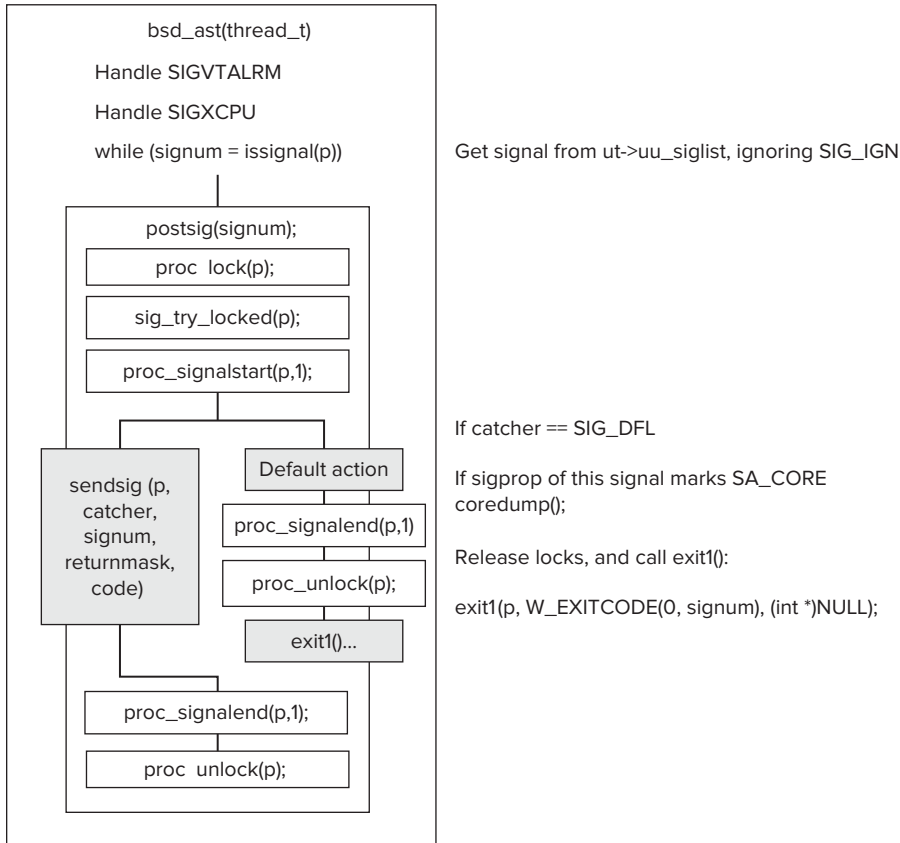 bsd_ast(thread_t)
Handle SIGVTALRM
Handle SIGXCPU
while (signum = issignal(p))
Get signal from ut->uu_siglist, ignoring SIG_IGN
postsig(signum);
proc lock(p);
sig_try_locked(p);
proc_signalstart(p,1);
If catcher == SIG_DFL
sendsig (p,
catcher,
signum,
returnmask,
code)
Default action
If sigprop of this signal marks SA_CORE
coredump();
proc_signalend(p,1)
Release locks, and call exit1():
proc_unlock(p);
exit1(p, W_EXITCODE(0, signum), (int *)NULL);
exit1()...
proc_signalend(p,1);
proc unlock(p);